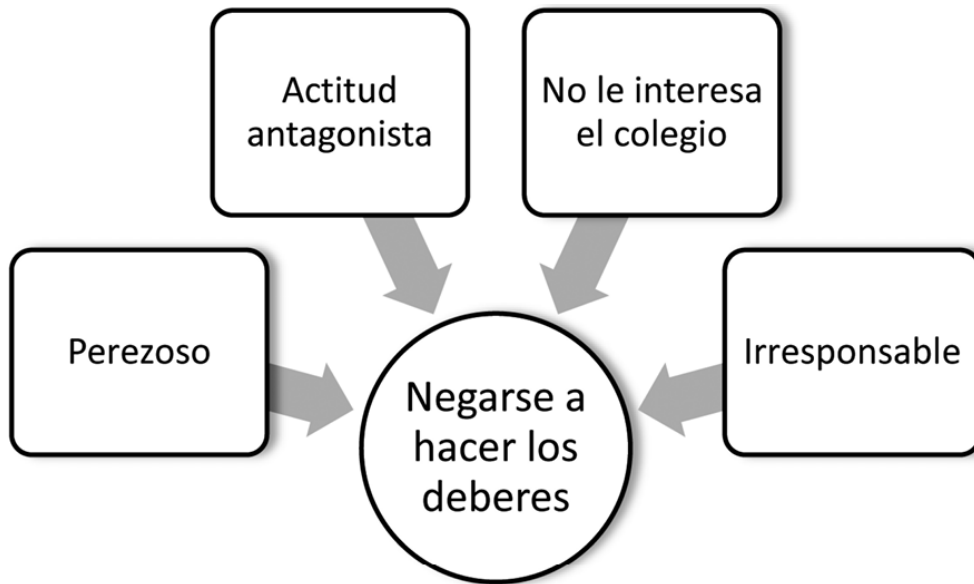 Actitud
antagonista
No le interesa
el colegio
Perezoso
Irresponsable
Negarse a
hacer los
deberes